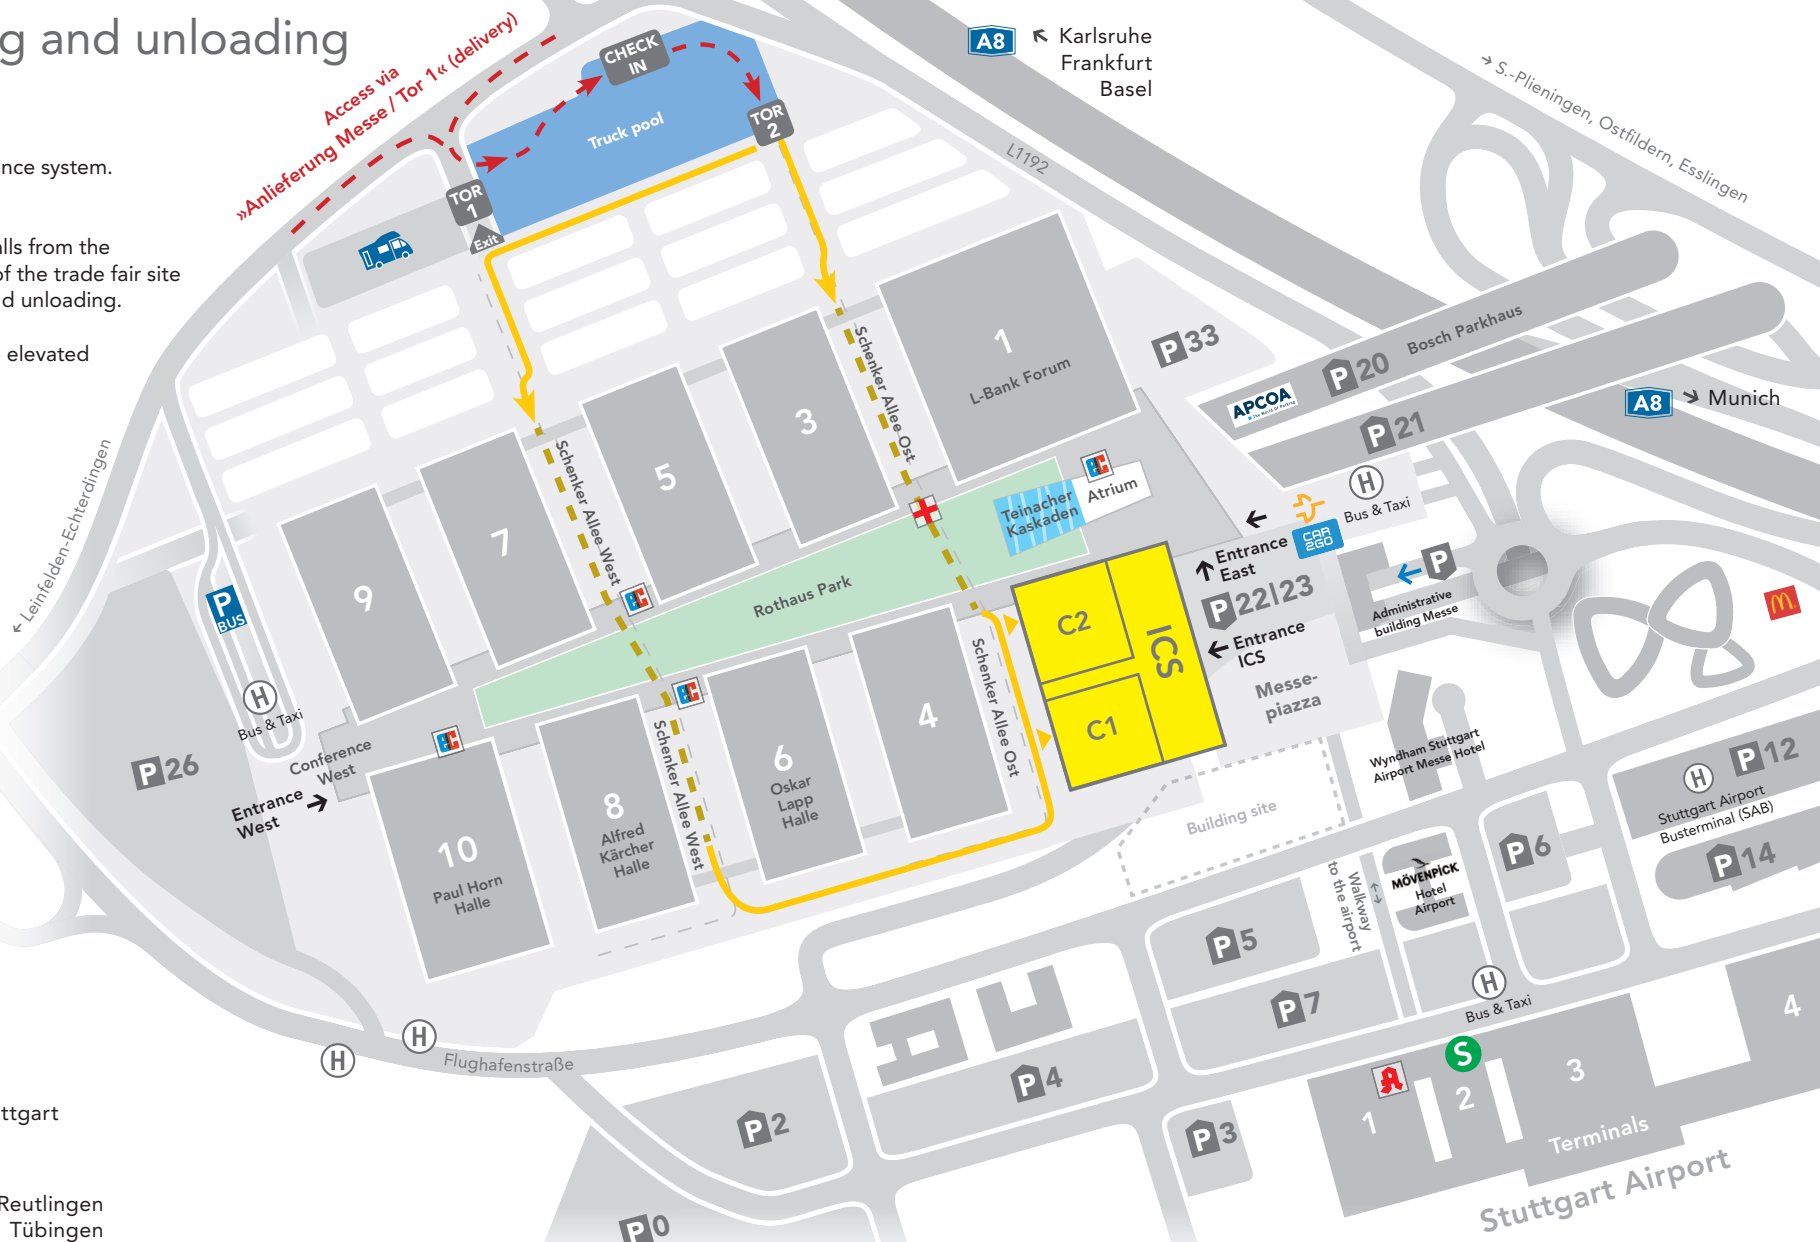 g and unloading
nce system.
alls from the
of the trade fair site
d unloading.
elevated
Access via
»Anlieferung Messe / Tor 1« (delivery)
CHECK
IN
Truck pool
TOR
1
TOR
2
Exit
A8
Karlsruhe
Frankfurt
Basel
S.-Plieningen, Ostfildern, Esslingen
L1192
Leinfelden-Echterdingen
1
L-Bank Forum
3
5
7
9
Schenker Allee Ost
Schenker Allee West
P33
P20
Bosch Parkhaus
APCOA
P21
A8
Munich
H
Bus & Taxi
CAR
2GO
Atrium
Teinacher
Kaskaden
Rothaus Park
Entrance
East
P22/23
Entrance
ICS
P
Administrative
building Messe
C2
ICS
C1
Messe-
piazza
Schenker Allee Ost
Schenker Allee West
4
6
Oskar
Lapp
Halle
8
Alfred
Kärcher
Halle
10
Paul Horn
Halle
P
BUS
H
Bus & Taxi
P26
Conference
West
Entrance
West
Building site
Wyndham Stuttgart
Airport Messe Hotel
P12
H
Stuttgart Airport
Busterminal (SAB)
P14
P6
MÖVENPICK
Hotel
Airport
Walkway
to the airport
P5
P7
H
Bus & Taxi
S
H
H
Flughafenstraße
P4
P2
P3
P0
1
2
3
4
Terminals
Stuttgart Airport
ttgart
Reutlingen
Tübingen